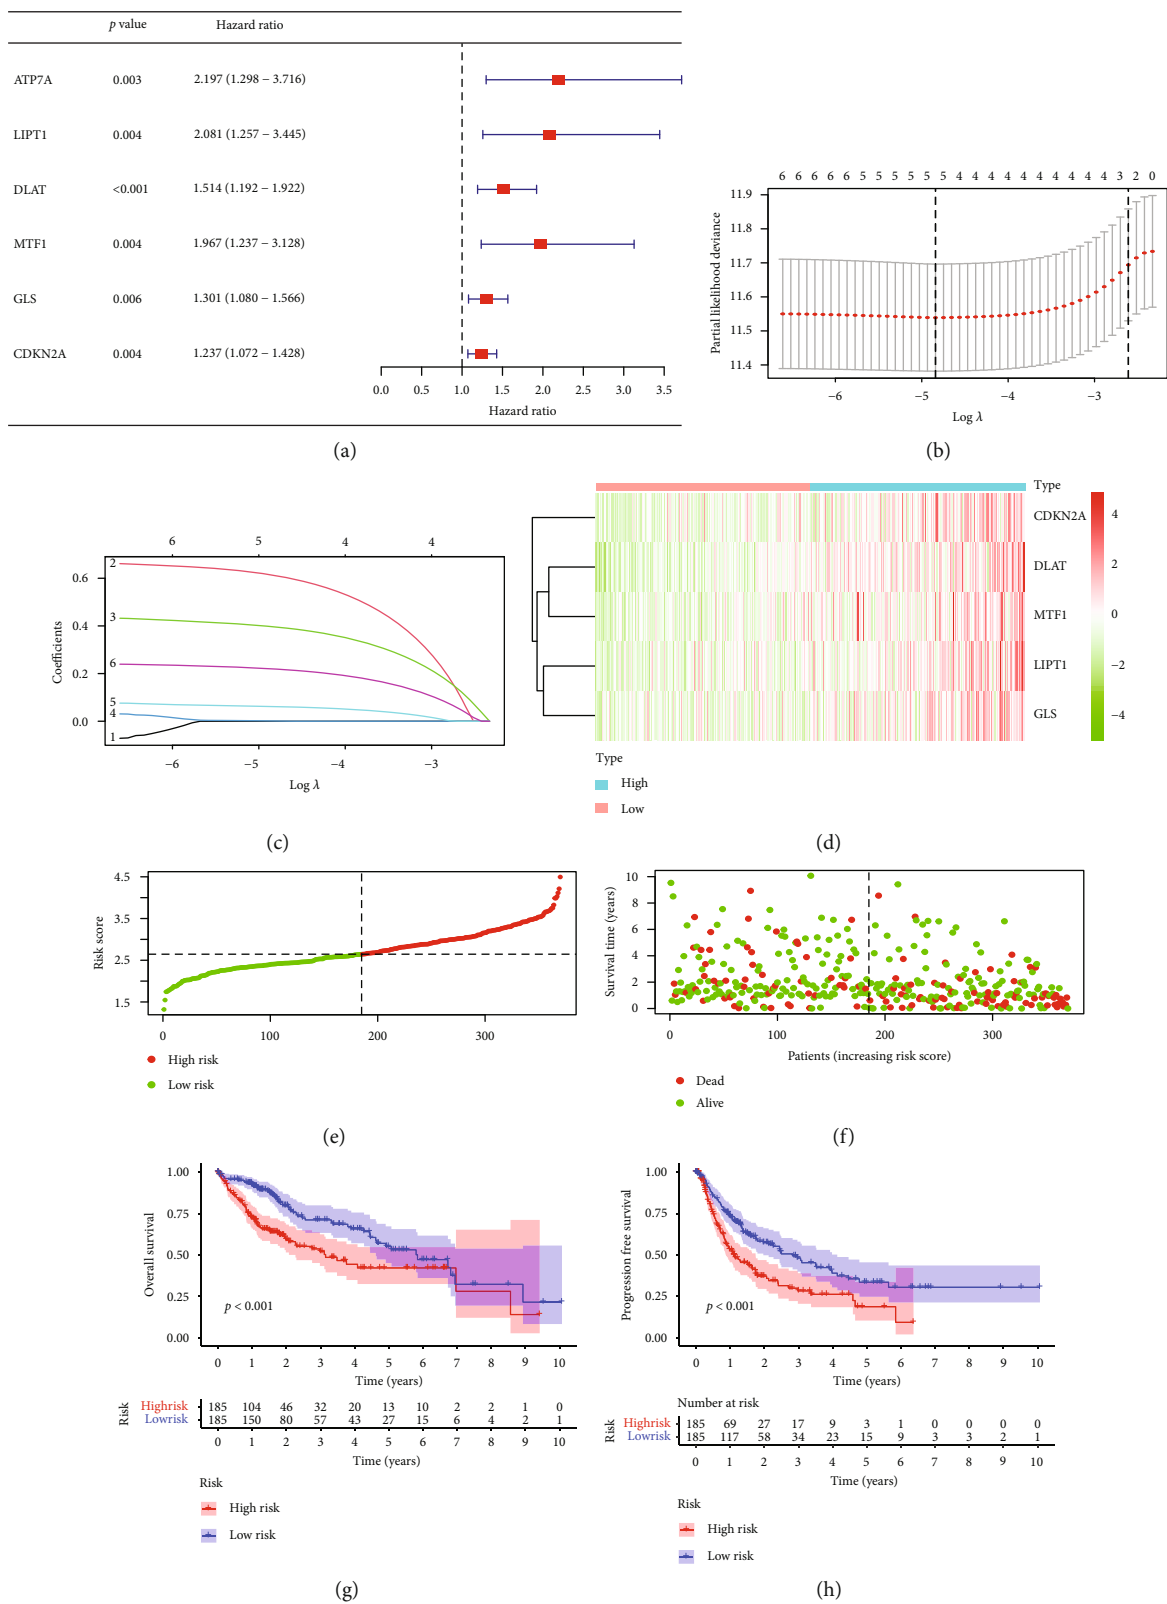 p value Hazard ratio
ATP7A 0.003 2.197 (1.298 − 3.716)
LIPT1 0.004 2.081 (1.257 − 3.445)
DLAT <0.001 1.514 (1.192 − 1.922)
MTF1 0.004 1.967 (1.237 − 3.128)
GLS 0.006 1.301 (1.080 − 1.566)
CDKN2A 0.004 1.237 (1.072 − 1.428)
0.0 0.5 1.0 1.5 2.0 2.5 3.0 3.5
Hazard ratio
(a)
6 6 6 6 6 5 5 5 5 5 5 4 4 4 4 4 4 4 4 4 4 3 2 0
11.9
11.7
11.6
11.5
11.4
Partial likelihood deviance
−6 −5 −4 −3
Log λ
(b)
6 5 4 4
0.6
0.4
0.2
0.0
Coefficients
2
3
6
5
4
1
−6 −5 −4 −3
Log λ
(c)
Type
CDKN2A
DLAT
MTF1
LIPT1
GLS
4
2
0
−2
−4
Type
High
Low
(d)
4.5
3.5
2.5
1.5
Risk score
0 100 200 300
High risk
Low risk
(e)
10
8
6
4
2
0
Survival time (years)
0 100 200 300
Patients (increasing risk score)
Dead
Alive
(f)
1.00
0.75
0.50
0.25
0.00
Overall survival
p < 0.001
0 1 2 3 4 5 6 7 8 9 10
Time (years)
Risk
Highrisk 185 104 46 32 20 13 10 2 2 1 0
Lowrisk 185 150 80 57 43 27 15 6 4 2 1
0 1 2 3 4 5 6 7 8 9 10
Time (years)
Risk
High risk
Low risk
(g)
1.00
0.75
0.50
0.25
0.00
Progression free survival
p < 0.001
0 1 2 3 4 5 6 7 8 9 10
Time (years)
Number at risk
Risk
Highrisk 185 69 27 17 9 3 1 0 0 0 0
Lowrisk 185 117 58 34 23 15 9 3 3 2 1
0 1 2 3 4 5 6 7 8 9 10
Time (years)
Risk
High risk
Low risk
(h)